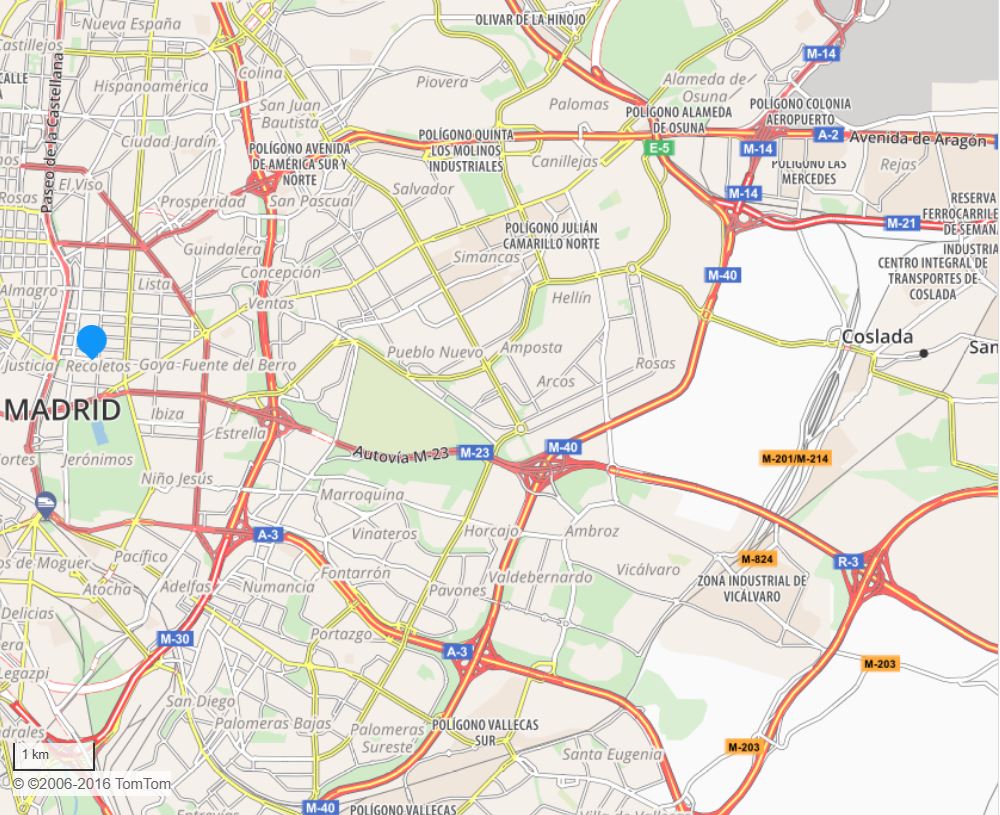 OLIVAR DE LA HINOJO
Nueva España
Castillejos
M-14
Paseo de la Castellana
Colina
CALLE
Hispanoamérica
Piovera
Alameda de
Osuna
San Juan
Bautista
Palomas
POLÍGONO COLONIA
AEROPUERTO
POLÍGONO ALAMEDA
DE OSUNA
Ciudad Jardín
POLÍGONO AVENIDA
DE AMÉRICA SUR Y
NORTE
POLÍGONO QUINTA
LOS MOLINOS
INDUSTRIALES
A-2
Avenida de Aragón
E-5
M-14
Canillejas
POLÍGONO LAS
MERCEDES
Rejas
El Viso
Salvador
Rosas
Prosperidad
San Pascual
M-14
RESERVA
FERROCARRILE
DE SEMANA
M-21
POLÍGONO JULIÁN
CAMARILLO NORTE
Guindalera
Simancas
INDUSTRIA
CENTRO INTEGRAL DE
TRANSPORTES DE
COSLADA
Concepción
M-40
Almagro
Lista
Ventas
Hellín
Coslada
San
Pueblo Nuevo
Amposta
Justicia
Recoletos
Goya-Fuente del Berro
Rosas
Arcos
MADRID
Ibiza
Estrella
M-40
Autovía M-23
M-23
Cortes
Jerónimos
M-201/M-214
Niño Jesús
Marroquina
Vinateros
Horcajo
Ambroz
A-3
Pacífico
M-824
R-3
os de Moguer
Atocha
Adelfas
Numancia
Fontarrón
Pavones
Valdebernardo
Vicálvaro
ZONA INDUSTRIAL DE
VICÁLVARO
Delicias
M-30
Portazgo
A-3
M-203
Legazpi
San Diego
Palomeras Bajas
Palomeras
Sureste
POLÍGONO VALLECAS
SUR
M-203
1 km
Santa Eugenia
© ©2006-2016 TomTom
M-40
POLÍGONO VALLECAS